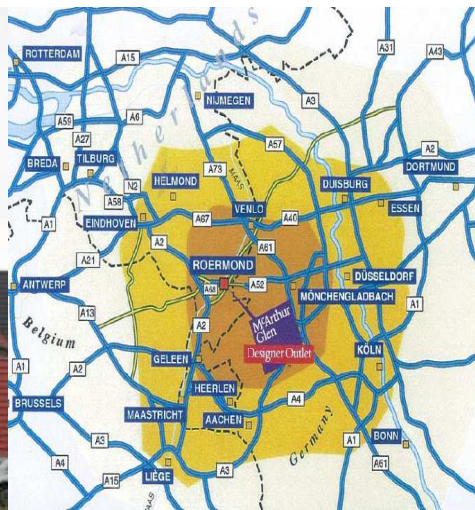 ROTTERDAM
A15
A31
A43
Netherlands
NIJMEGEN
A3
A59
A6
A27
A57
A2
BREDA
TILBURG
A73
MAAS
DORTMUND
N2
HELMOND
DUISBURG
A58
ESSEN
A1
EINDHOVEN
A67
VENLO
A40
A21
A2
A61
ROERMOND
DÜSSELDORF
ANTWERP
A68
A52
MÖNCHENGLADBACH
A13
A1
Belgium
A2
McArthur
Glen
Designer Outlet
KÖLN
GELEEN
A1
A2
HEERLEN
BRUSSELS
MAASTRICHT
AACHEN
A4
Germany
A3
A1
BONN
A4
LIÈGE
A3
A61
A15
MAAS